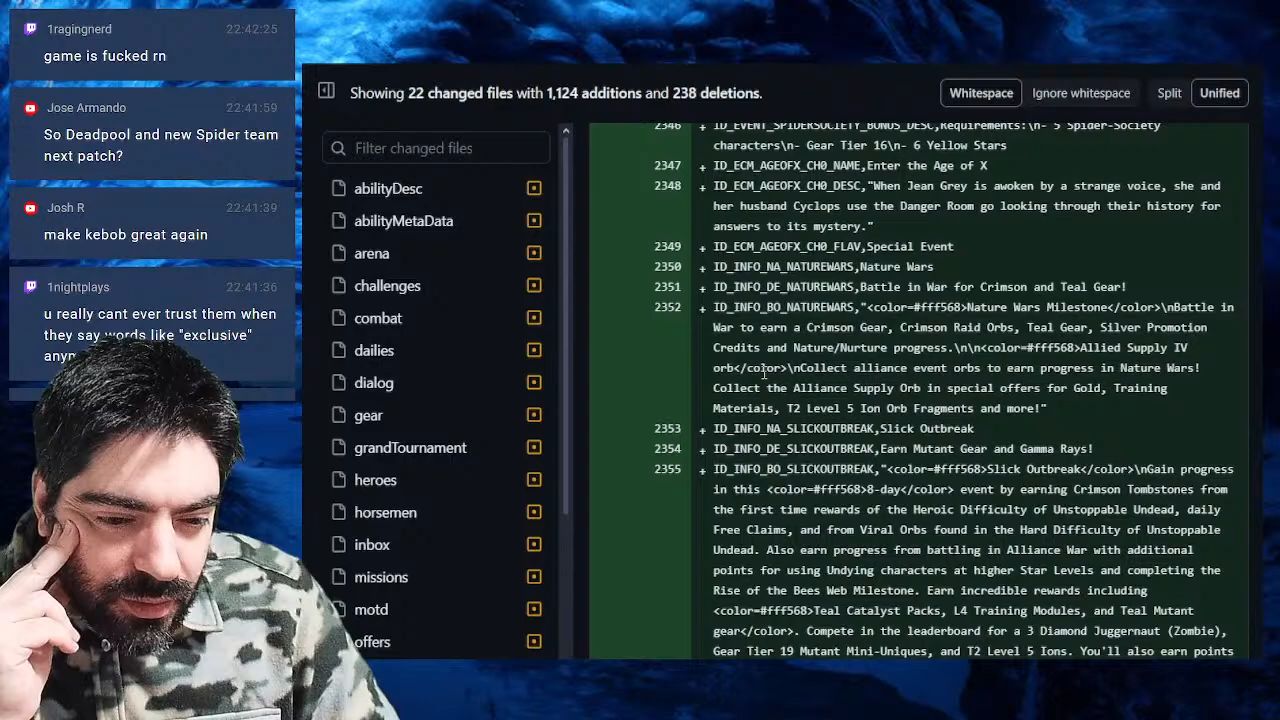 1ragingnerd 22:42:25
game is fucked rn
Jose Armando 22:41:59
So Deadpool and new Spider team
next patch?
Josh R 22:41:39
make kebob great again
1nightplays 22:41:36
u really cant ever trust them when
they say words like "exclusive"
Showing 22 changed files with 1,124 additions and 238 deletions.
Whitespace Ignore whitespace Split Unified
Filter changed files
abilityDesc
abilityMetaData
arena
challenges
combat
dailies
dialog
gear
grandTournament
heroes
horsemen
inbox
missions
motd
offers
2346 + ID_EVENT_SPIDERSOCIETY_BONUS_DESC,Requirements:\n- 5 Spider-Society
characters\n- Gear Tier 16\n- 6 Yellow Stars
2347 + ID_ECM_AGEOFX_CH0_NAME,Enter the Age of X
2348 + ID_ECM_AGEOFX_CH0_DESC,"When Jean Grey is awoken by a strange voice, she and
her husband Cyclops use the Danger Room go looking through their history for
answers to its mystery."
2349 + ID_ECM_AGEOFX_CH0_FLAV,Special Event
2350 + ID_INFO_NA_NATUREWARS,Nature Wars
2351 + ID_INFO_DE_NATUREWARS,Battle in War for Crimson and Teal Gear!
2352 + ID_INFO_BO_NATUREWARS,"<color=#fff568>Nature Wars Milestone</color>\nBattle in
War to earn a Crimson Gear, Crimson Raid Orbs, Teal Gear, Silver Promotion
Credits and Nature/Nurture progress.\n\n<color=#fff568>Allied Supply IV
orb</color>\nCollect alliance event orbs to earn progress in Nature Wars!
Collect the Alliance Supply Orb in special offers for Gold, Training
Materials, T2 Level 5 Ion Orb Fragments and more!"
2353 + ID_INFO_NA_SLICKOUTBREAK,Slick Outbreak
2354 + ID_INFO_DE_SLICKOUTBREAK,Earn Mutant Gear and Gamma Rays!
2355 + ID_INFO_BO_SLICKOUTBREAK,"<color=#fff568>Slick Outbreak</color>\nGain progress
in this <color=#fff568>8-day</color> event by earning Crimson Tombstones from
the first time rewards of the Heroic Difficulty of Unstoppable Undead, daily
Free Claims, and from Viral Orbs found in the Hard Difficulty of Unstoppable
Undead. Also earn progress from battling in Alliance War with additional
points for using Undying characters at higher Star Levels and completing the
Rise of the Bees Web Milestone. Earn incredible rewards including
<color=#fff568>Teal Catalyst Packs, L4 Training Modules, and Teal Mutant
gear</color>. Compete in the leaderboard for a 3 Diamond Juggernaut (Zombie),
Gear Tier 19 Mutant Mini-Uniques, and T2 Level 5 Ions. You'll also earn points